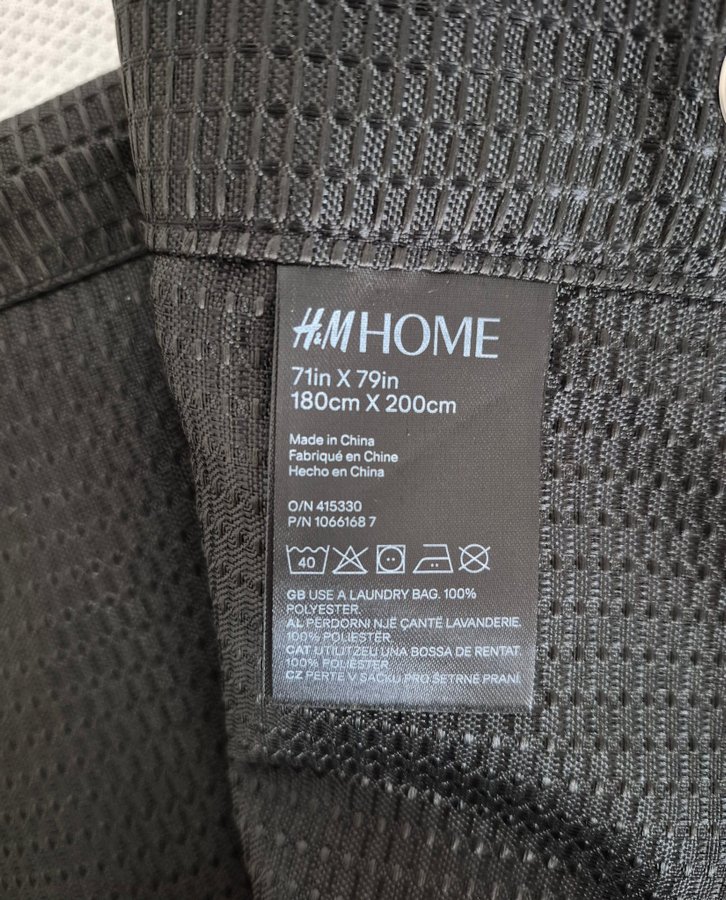 H&M HOME
71in X 79in
180cm X 200cm
Made in China
Fabriqué en Chine
Hecho en China
O/N 415330
P/N 1066168 7
40
GB USE A LAUNDRY BAG. 100%
POLYESTER.
AL PËRDORNI NJË ÇANTË LAVANDERIE.
100% POLIESTËR.
CAT UTILITZEU UNA BOSSA DE RENTAT.
100% POLIÈSTER.
CZ PERTE V SÁČKU PRO ŠETRNÉ PRANÍ.